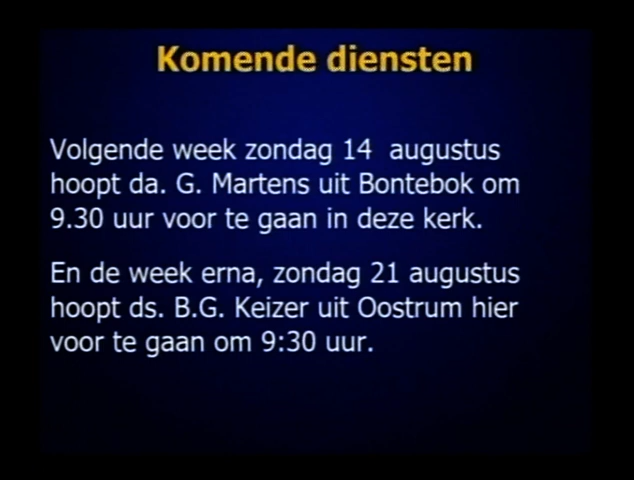 Komende diensten
Volgende week zondag 14 augustus
hoopt da. G. Martens uit Bontebok om
9.30 uur voor te gaan in deze kerk.
En de week erna, zondag 21 augustus
hoopt ds. B.G. Keizer uit Oostrum hier
voor te gaan om 9:30 uur.